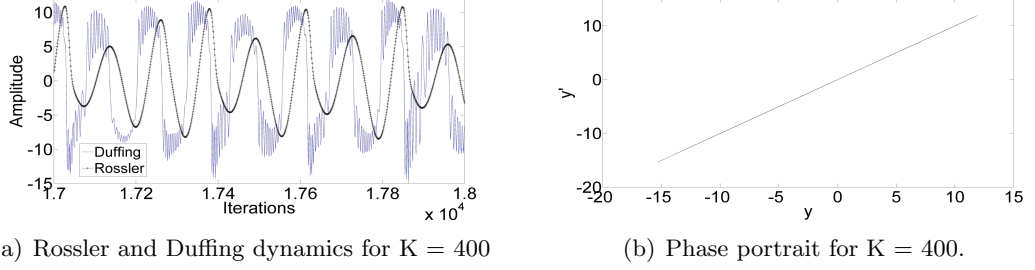 10
5
0
-5
-10
-15
Amplitude
Duffing
Rossler
1.7
1.72
1.74
1.76
1.78
1.8
Iterations
x 10^4
a) Rossler and Duffing dynamics for K = 400
10
0
-10
-20
y'
-20
-15
-10
-5
0
5
10
15
y
(b) Phase portrait for K = 400.